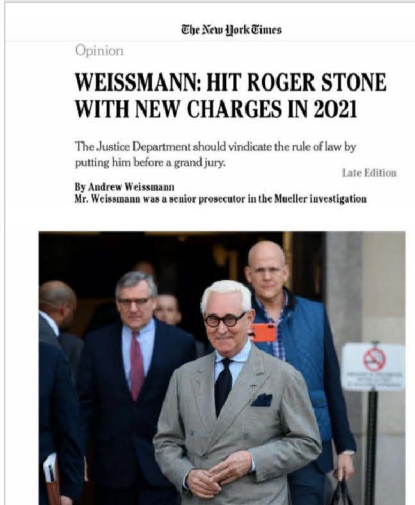 The New York Times
Opinion
WEISSMANN: HIT ROGER STONE
WITH NEW CHARGES IN 2021
The Justice Department should vindicate the rule of law by
putting him before a grand jury.
Late Edition
By Andrew Weissmann
Mr. Weissmann was a senior prosecutor in the Mueller investigation